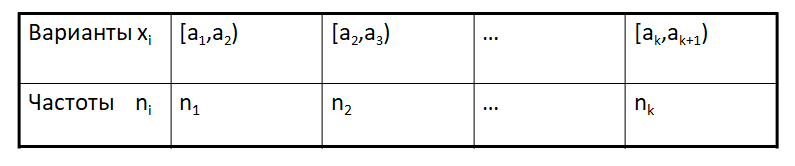 Варианты xᵢ [a₁,a₂) [a₂,a₃) ... [aₖ,aₖ₊₁)
Частоты nᵢ n₁ n₂ ... nₖ